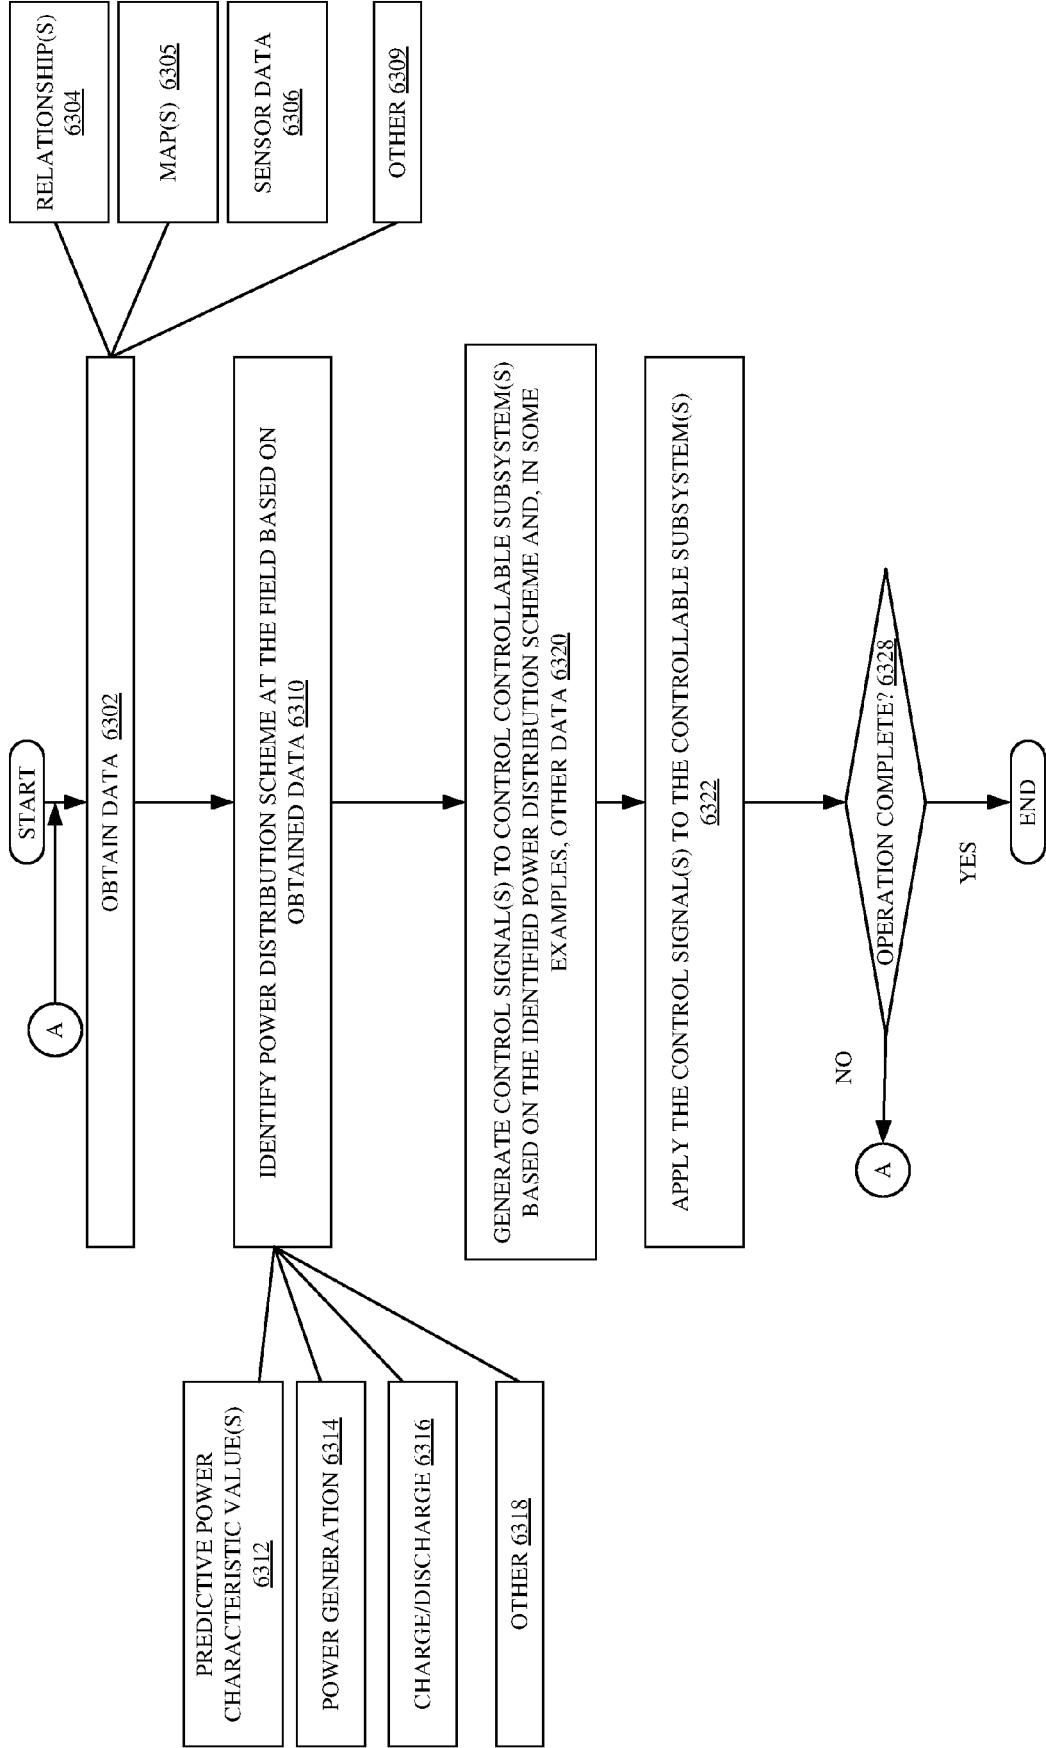 START
A
OBTAIN DATA 6302
RELATIONSHIP(S)
6304
MAP(S) 6305
SENSOR DATA
6306
OTHER 6309
IDENTIFY POWER DISTRIBUTION SCHEME AT THE FIELD BASED ON
OBTAINED DATA 6310
PREDICTIVE POWER
CHARACTERISTIC VALUE(S)
6312
POWER GENERATION 6314
CHARGE/DISCHARGE 6316
OTHER 6318
GENERATE CONTROL SIGNAL(S) TO CONTROL CONTROLLABLE SUBSYSTEM(S)
BASED ON THE IDENTIFIED POWER DISTRIBUTION SCHEME AND, IN SOME
EXAMPLES, OTHER DATA 6320
APPLY THE CONTROL SIGNAL(S) TO THE CONTROLLABLE SUBSYSTEM(S)
6322
OPERATION COMPLETE? 6328
NO
A
YES
END